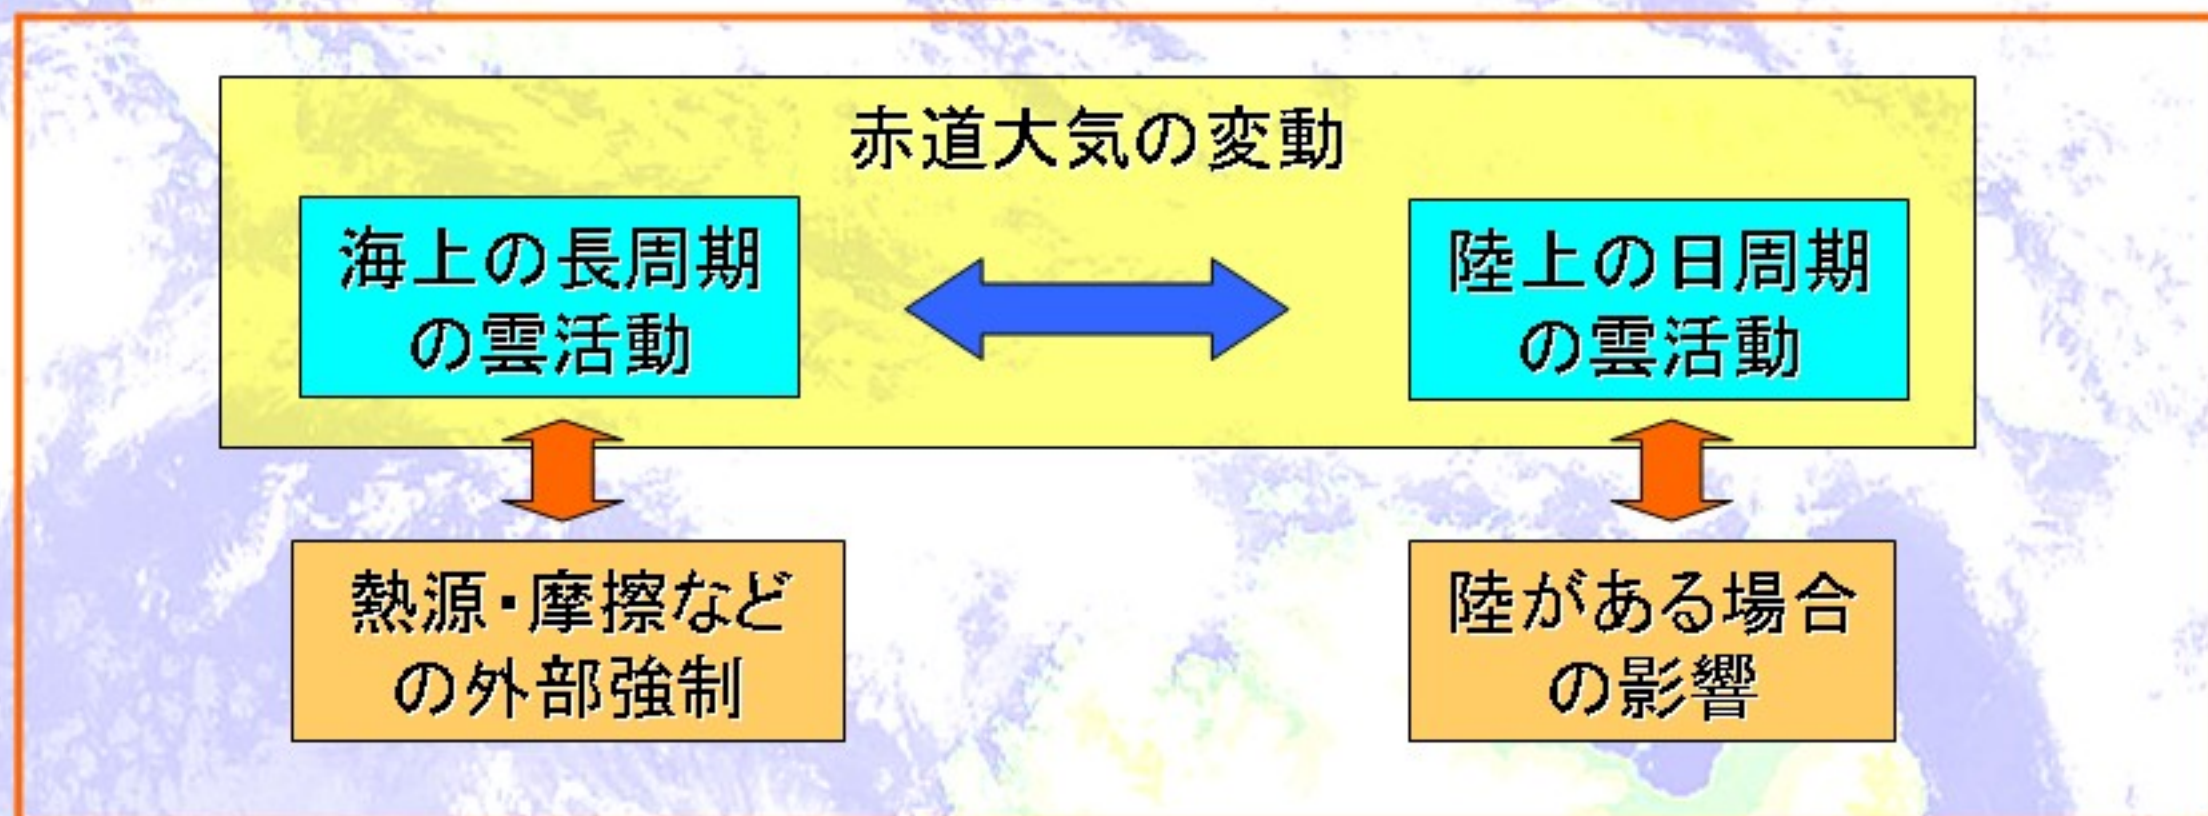 赤道大気の変動
海上の長周期
の雲活動
陸上の日周期
の雲活動
熱源・摩擦など
の外部強制
陸がある場合
の影響